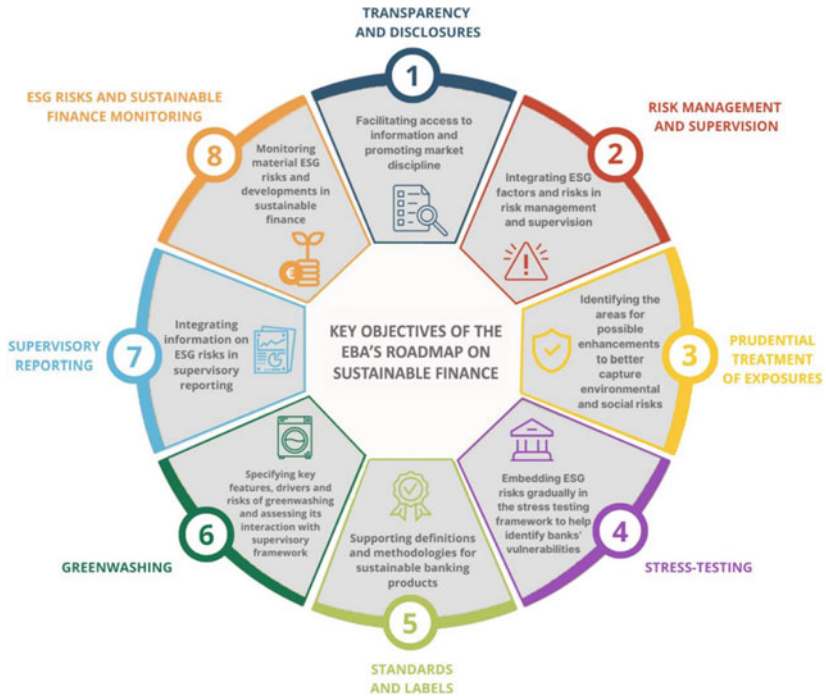 TRANSPARENCY
AND DISCLOSURES
1
Facilitating access to
information and
promoting market
discipline
RISK MANAGEMENT
AND SUPERVISION
2
Integrating ESG
factors and risks in
risk management
and supervision
PRUDENTIAL
TREATMENT
OF EXPOSURES
3
Identifying the
areas for
possible
enhancements
to better
capture
environmental
and social risks
STRESS-TESTING
4
Embedding ESG
risks gradually in
the stress testing
framework to help
identify banks'
vulnerabilities
STANDARDS
AND LABELS
5
Supporting definitions
and methodologies for
sustainable banking
products
GREENWASHING
6
Specifying key
features, drivers and
risks of greenwashing
and assessing its
interaction with
supervisory
framework
SUPERVISORY
REPORTING
7
Integrating
information on
ESG risks in
supervisory
reporting
ESG RISKS AND SUSTAINABLE
FINANCE MONITORING
8
Monitoring
material ESG
risks and
developments in
sustainable
finance
€
KEY OBJECTIVES OF THE
EBA'S ROADMAP ON
SUSTAINABLE FINANCE